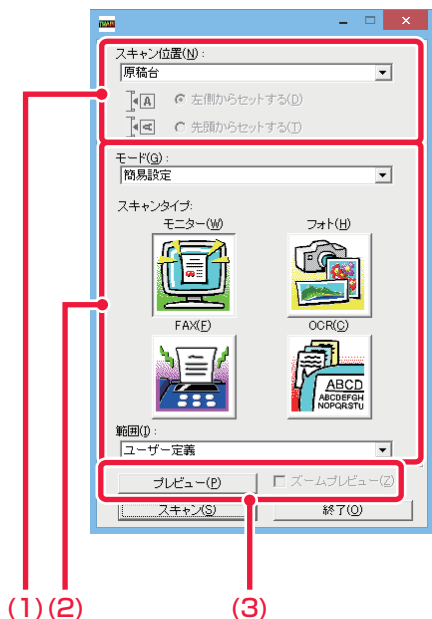 TWAIN
スキャン位置(N):
原稿台
A 左側からセットする(D)
A 先頭からセットする(T)
モード(G):
簡易設定
スキャンタイプ:
モニター(W) フォト(H)
FAX(F) OCR(C)
ABCD
ABCDEFGH
NOPQRSTU
範囲(I):
ユーザー定義
プレビュー(P) ズームプレビュー(Z)
スキャン(S) 終了(O)
(1) (2) (3)